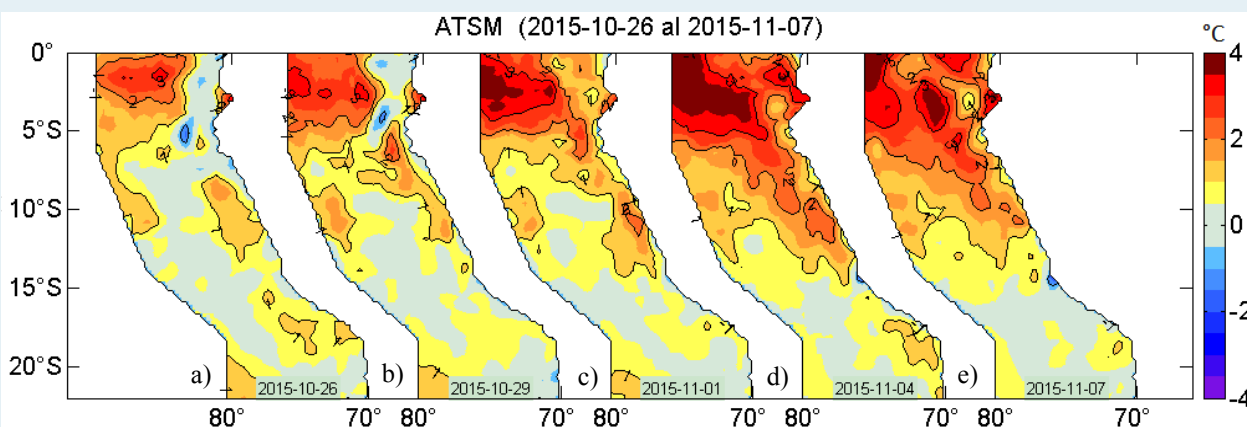 ATSM (2015-10-26 al 2015-11-07)
°C
0°
5°S
10°S
15°S
20°S
a) 2015-10-26
b) 2015-10-29
c) 2015-11-01
d) 2015-11-04
e) 2015-11-07
80° 70° 80° 70° 80° 70° 80° 70° 80° 70°
4
2
0
-2
-4